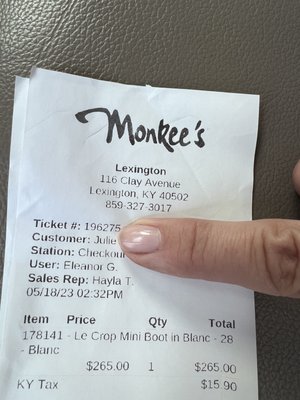 Monkee's
Lexington
116 Clay Avenue
Lexington, KY 40502
859-327-3017
Ticket #: 196275
Customer: Julie
Station: Checkout
User: Eleanor G.
Sales Rep: Hayla T.
05/18/23 02:32PM
Item Price Qty Total
178141 - Le Crop Mini Boot in Blanc - 28
- Blanc
$265.00 1 $265.00
KY Tax $15.90